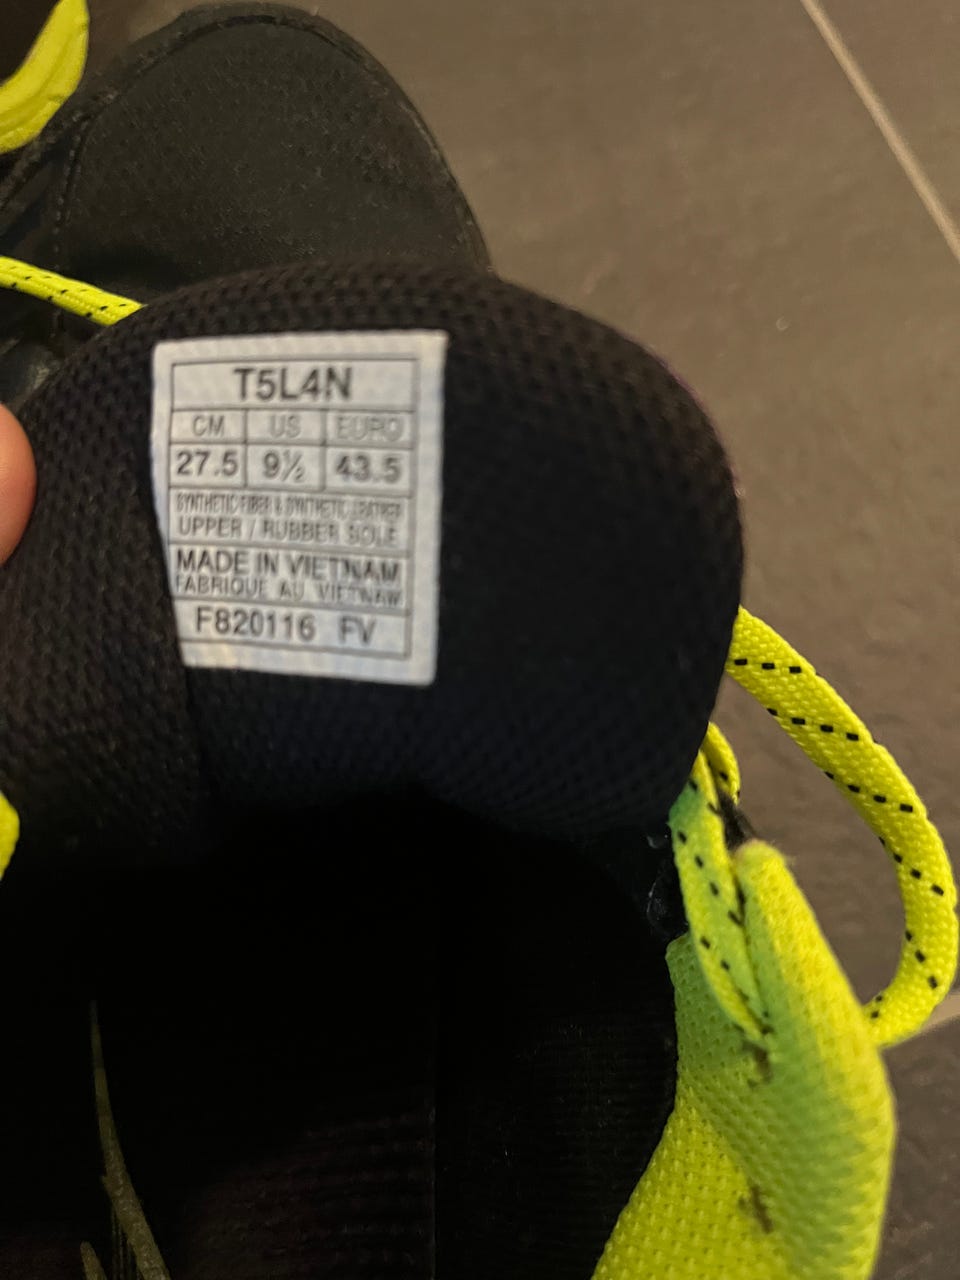 T5L4N
CM US EURO
27.5 9½ 43.5
SYNTHETIC FIBER & SYNTHETIC LEATHER
UPPER / RUBBER SOLE
MADE IN VIETNAM
FABRIQUE AU VIETNAM
F820116 FV